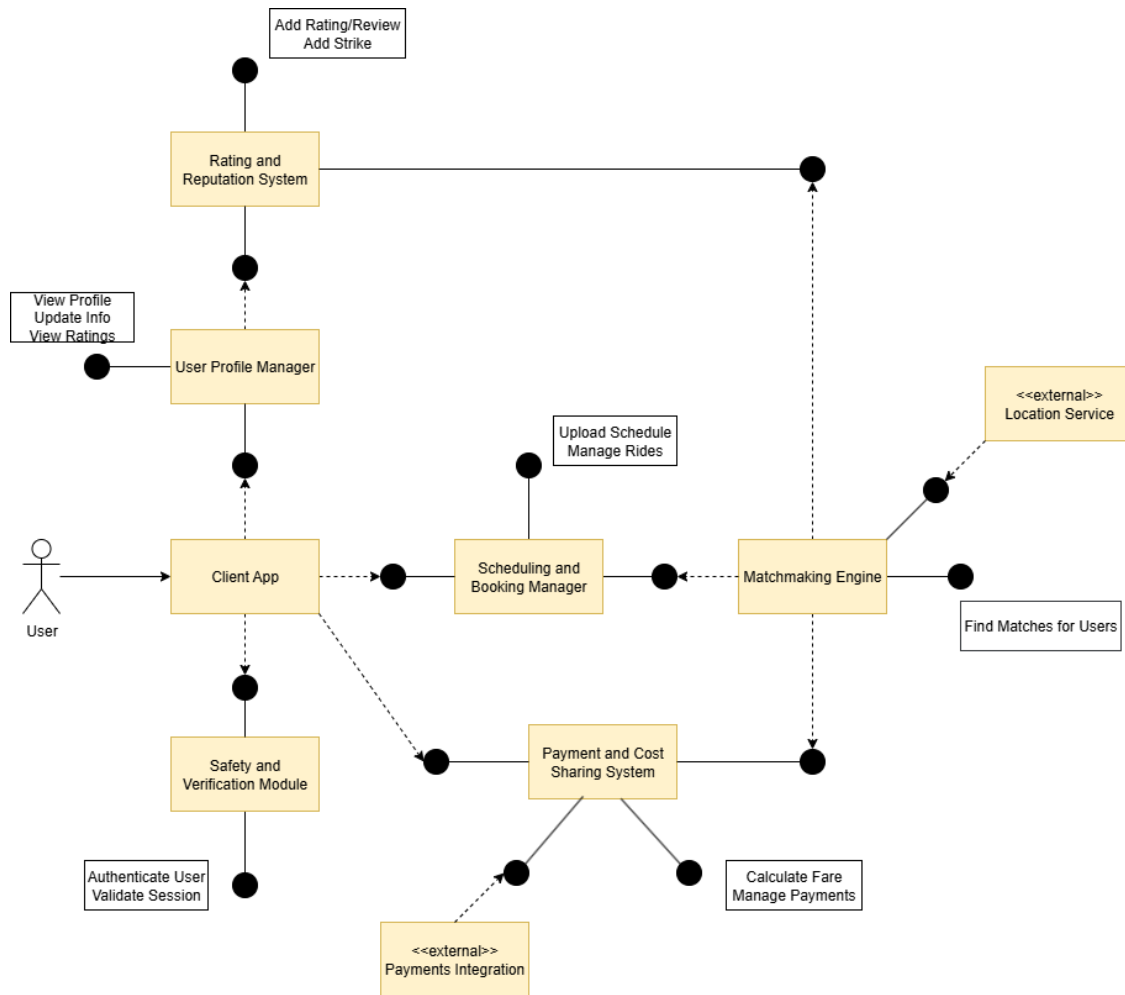 Add Rating/Review
Add Strike
Rating and
Reputation System
View Profile
Update Info
View Ratings
User Profile Manager
<<external>>
Location Service
Upload Schedule
Manage Rides
User
Client App
Scheduling and
Booking Manager
Matchmaking Engine
Find Matches for Users
Safety and
Verification Module
Payment and Cost
Sharing System
Authenticate User
Validate Session
Calculate Fare
Manage Payments
<<external>>
Payments Integration